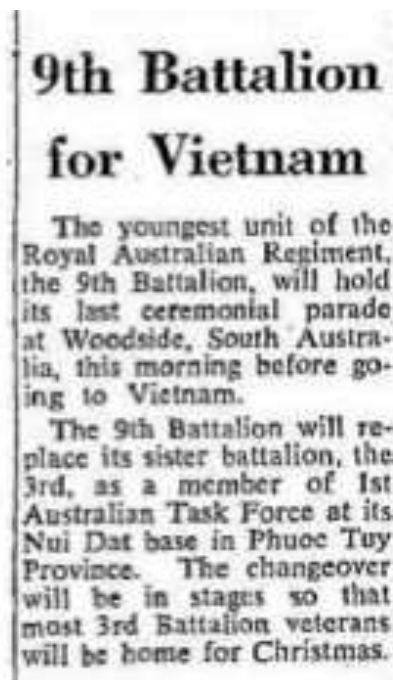 9th Battalion
for Vietnam
The youngest unit of the
Royal Australian Regiment,
the 9th Battalion, will hold
its last ceremonial parade
at Woodside, South Austra-
lia, this morning before go-
ing to Vietnam.
The 9th Battalion will re-
place its sister battalion, the
3rd, as a member of 1st
Australian Task Force at its
Nui Dat base in Phuoc Tuy
Province. The changeover
will be in stages so that
most 3rd Battalion veterans
will be home for Christmas.